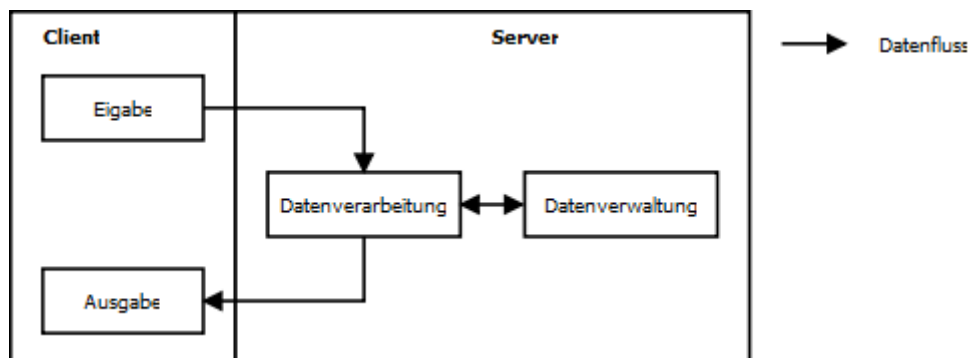 Client
Server
Datenfluss
Eigabe
Datenverarbeitung
Datenverwaltung
Ausgabe